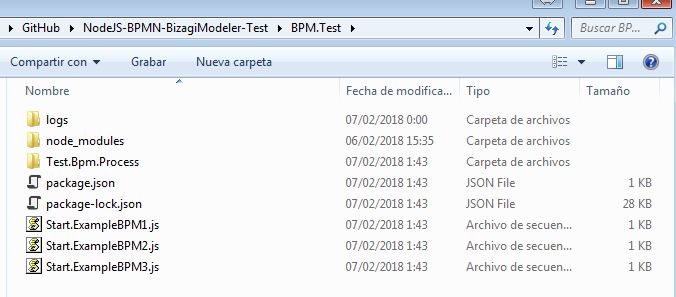 GitHub ▸ NodeJS-BPMN-BizagiModeler-Test ▸ BPM.Test ▸ Buscar BP...
Compartir con Grabar Nueva carpeta
Nombre Fecha de modifica... Tipo Tamaño
logs 07/02/2018 0:00 Carpeta de archivos
node_modules 06/02/2018 15:35 Carpeta de archivos
Test.Bpm.Process 07/02/2018 1:43 Carpeta de archivos
package.json 07/02/2018 1:43 JSON File 1 KB
package-lock.json 07/02/2018 1:43 JSON File 28 KB
Start.ExampleBPM1.js 07/02/2018 1:43 Archivo de secuen... 1 KB
Start.ExampleBPM2.js 07/02/2018 1:43 Archivo de secuen... 1 KB
Start.ExampleBPM3.js 07/02/2018 1:43 Archivo de secuen... 1 KB